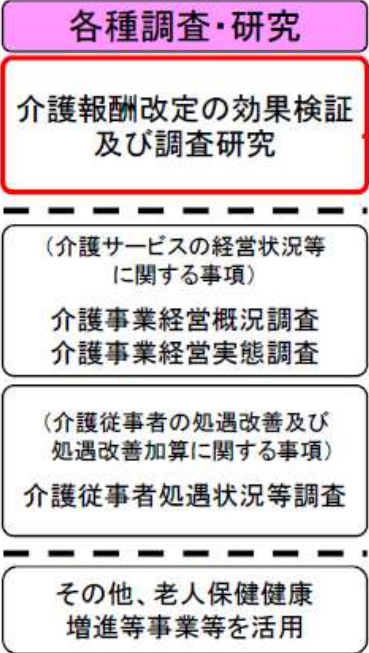 各種調査・研究
介護報酬改定の効果検証
及び調査研究
（介護サービスの経営状況等
に関する事項）
介護事業経営概況調査
介護事業経営実態調査
（介護従事者の処遇改善及び
処遇改善加算に関する事項）
介護従事者処遇状況等調査
その他、老人保健健康
増進等事業等を活用